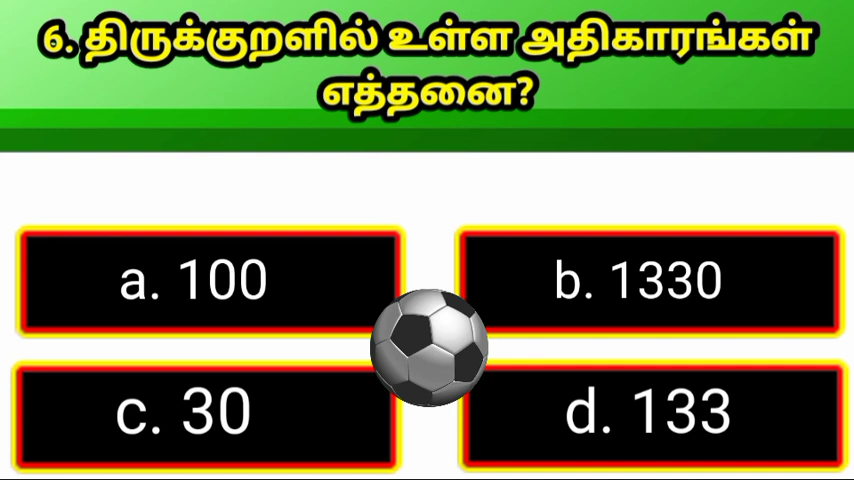 6. திருக்குறளில் உள்ள அதிகாரங்கள்
எத்தனை?
a. 100
b. 1330
c. 30
d. 133